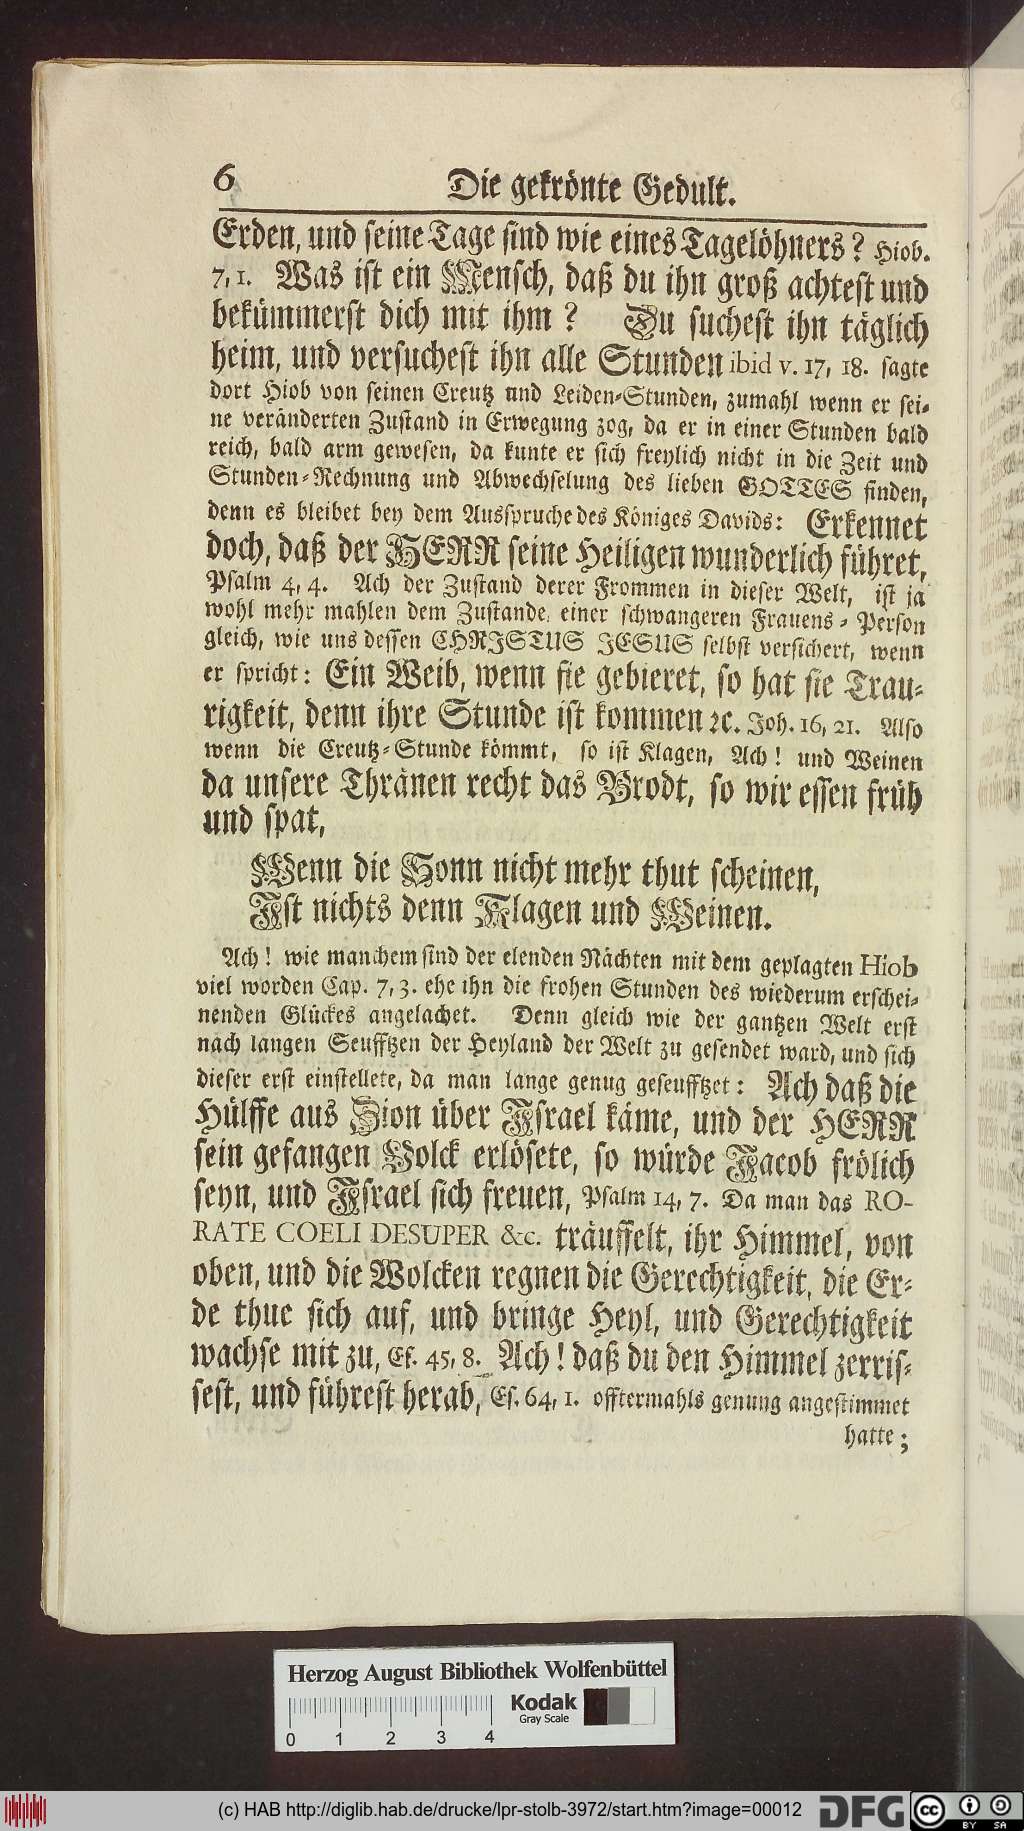 6 Die gekrönte Gedult.
Erden, und seine Tage sind wie eines Tagelöhners? Hiob.
7, 1. Was ist ein Mensch, daß du ihn groß achtest und
bekümmerst dich mit ihm? Du suchest ihn täglich
heim, und versuchest ihn alle Stunden ibid v. 17, 18. sagte
dort Hiob von seinen Creutz und Leiden-Stunden, zumahl wenn er sei-
ne veränderten Zustand in Erwegung zog, da er in einer Stunden bald
reich, bald arm gewesen, da kunte er sich freylich nicht in die Zeit und
Stunden-Rechnung und Abwechselung des lieben GOTTES finden,
denn es bleibet bey dem Ausspruche des Königes Davids: Erkennet
doch, daß der HERR seine Heiligen wunderlich führet,
Psalm 4, 4. Ach der Zustand derer Frommen in dieser Welt, ist ja
wohl mehr mahlen dem Zustande einer schwangeren Frauens-Person
gleich, wie uns dessen CHRISTUS JESUS selbst versichert, wenn
er spricht: Ein Weib, wenn sie gebieret, so hat sie Trau-
rigkeit, denn ihre Stunde ist kommen ꝛc. Joh. 16, 21. Also
wenn die Creutz-Stunde kömmt, so ist Klagen, Ach! und Weinen
da unsere Thränen recht das Brodt, so wir essen früh
und spat,
Wenn die Sonn nicht mehr thut scheinen,
Ist nichts denn Klagen und Weinen.
Ach! wie manchem sind der elenden Nächten mit dem geplagten Hiob
viel worden Cap. 7, 3. ehe ihn die frohen Stunden des wiederum erschei-
nenden Glückes angelachet. Denn gleich wie der gantzen Welt erst
nach langen Seufftzen der Heyland der Welt zu gesendet ward, und sich
dieser erst einstellete, da man lange genug geseufftzet: Ach daß die
Hülffe aus Zion über Israel käme, und der HERR
sein gefangen Volck erlösete, so würde Jacob frölich
seyn, und Israel sich freuen, Psalm 14, 7. Da man das RO-
RATE COELI DESUPER &c. träuffelt, ihr Himmel, von
oben, und die Wolcken regnen die Gerechtigkeit, die Er-
de thue sich auf, und bringe Heyl, und Gerechtigkeit
wachse mit zu, Es. 45, 8. Ach! daß du den Himmel zerris-
sest, und führest herab, Es. 64, 1. offtermahls genung angestimmet
hatte;
Herzog August Bibliothek Wolfenbüttel
Kodak
Gray Scale
0 1 2 3 4
(c) HAB http://diglib.hab.de/drucke/lpr-stolb-3972/start.htm?image=00012
DFG
cc BY SA